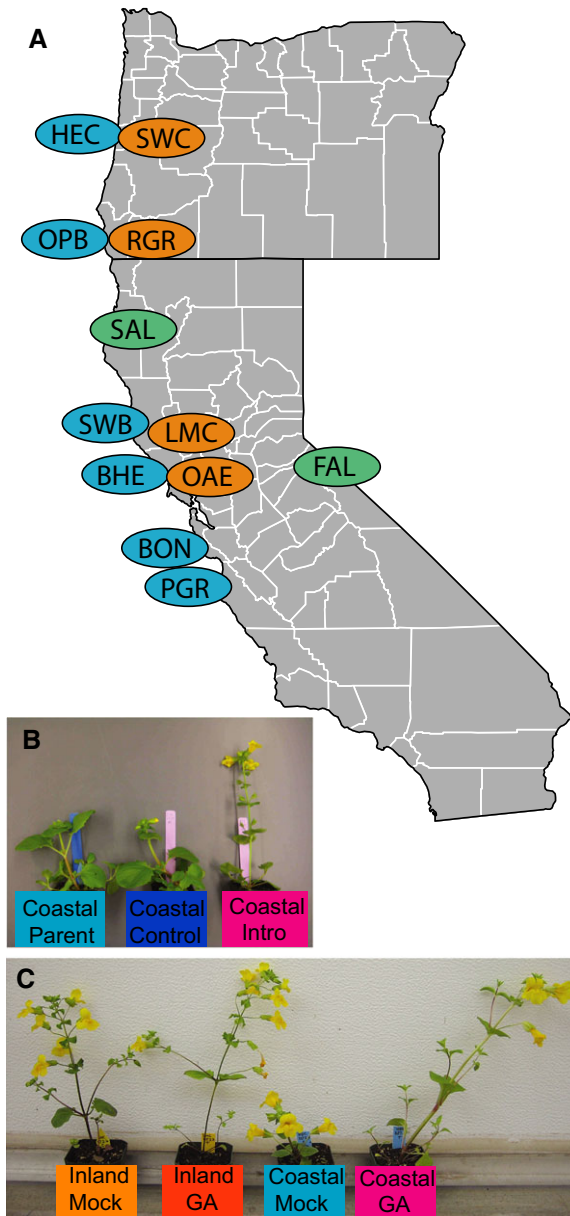 A
HEC SWC
OPB RGR
SAL
SWB LMC
BHE OAE FAL
BON
PGR
B
Coastal Parent
Coastal Control
Coastal Intro
C
Inland Mock
Inland GA
Coastal Mock
Coastal GA